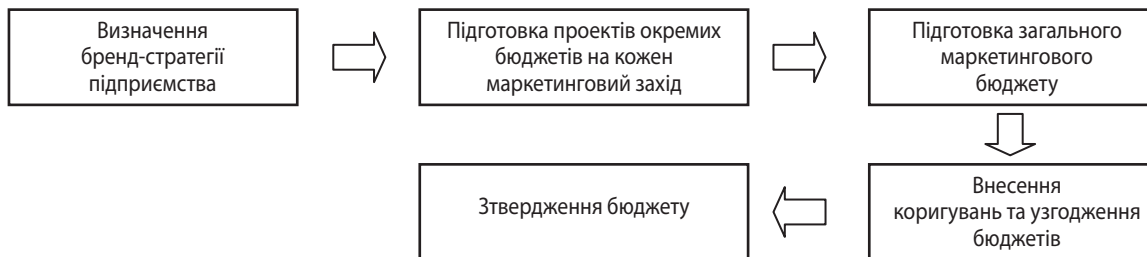 Визначення
бренд-стратегії
підприємства
Підготовка проектів окремих
бюджетів на кожен
маркетинговий захід
Підготовка загального
маркетингового
бюджету
Внесення
коригувань та узгодження
бюджетів
Зтвердження бюджету